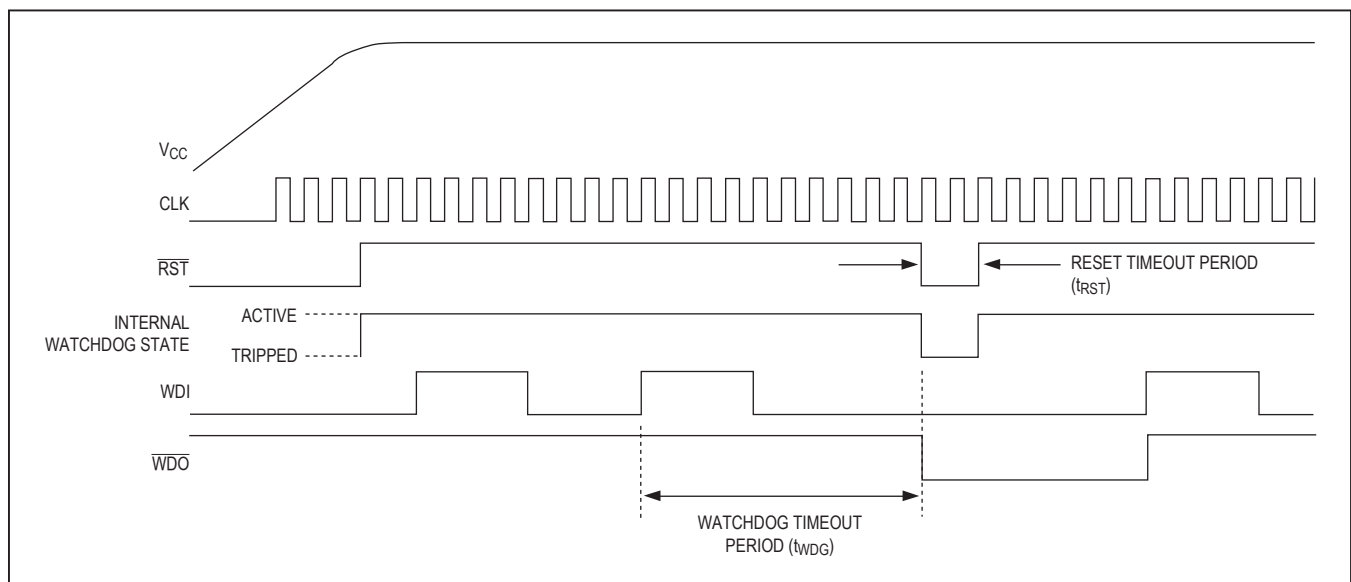 VCC
CLK
RST
RESET TIMEOUT PERIOD
(tRST)
INTERNAL
WATCHDOG STATE
ACTIVE
TRIPPED
WDI
WDO
WATCHDOG TIMEOUT
PERIOD (tWDG)